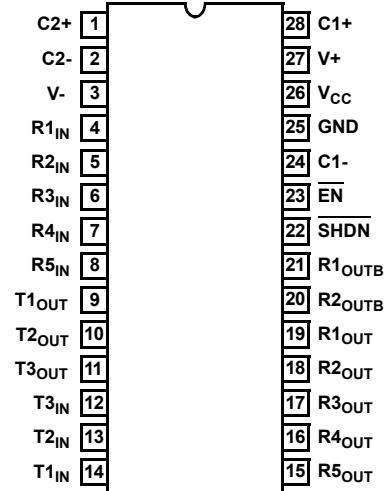 C2+ 1 28 C1+
C2- 2 27 V+
V- 3 26 VCC
R1IN 4 25 GND
R2IN 5 24 C1-
R3IN 6 23 EN
R4IN 7 22 SHDN
R5IN 8 21 R1OUTB
T1OUT 9 20 R2OUTB
T2OUT 10 19 R1OUT
T3OUT 11 18 R2OUT
T3IN 12 17 R3OUT
T2IN 13 16 R4OUT
T1IN 14 15 R5OUT